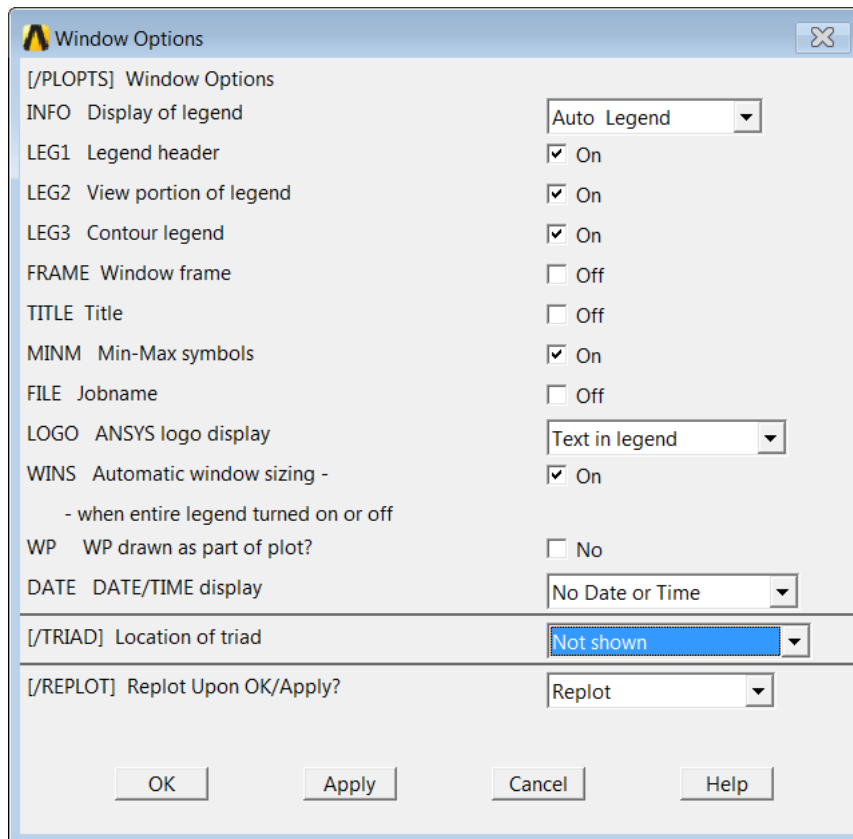 Window Options
[/PLOPTS] Window Options
INFO Display of legend Auto Legend
LEG1 Legend header On
LEG2 View portion of legend On
LEG3 Contour legend On
FRAME Window frame Off
TITLE Title Off
MINM Min-Max symbols On
FILE Jobname Off
LOGO ANSYS logo display Text in legend
WINS Automatic window sizing - On
- when entire legend turned on or off
WP WP drawn as part of plot? No
DATE DATE/TIME display No Date or Time
[/TRIAD] Location of triad Not shown
[/REPLOT] Replot Upon OK/Apply? Replot
OK Apply Cancel Help